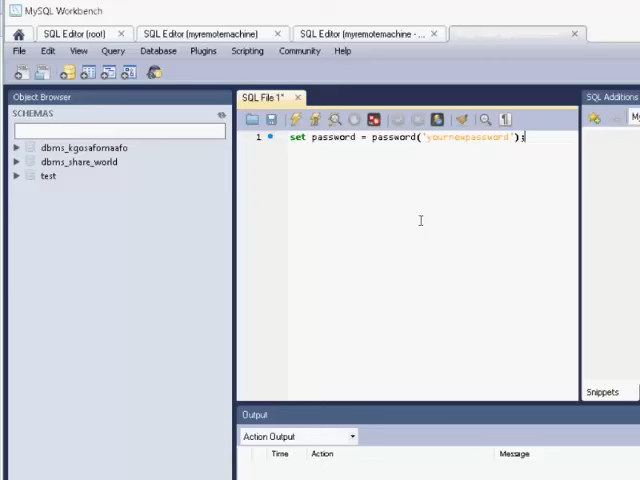 MySQL Workbench
SQL Editor (root) SQL Editor (myremotemachine) SQL Editor (myremotemachine - ...
File Edit View Query Database Plugins Scripting Community Help
Object Browser
SCHEMAS
dbms_kgosafomaafo
dbms_share_world
test
SQL File 1*
1 set password = password('yournewpassword');
SQL Additions
My
Snippets
Output
Action Output
Time Action Message